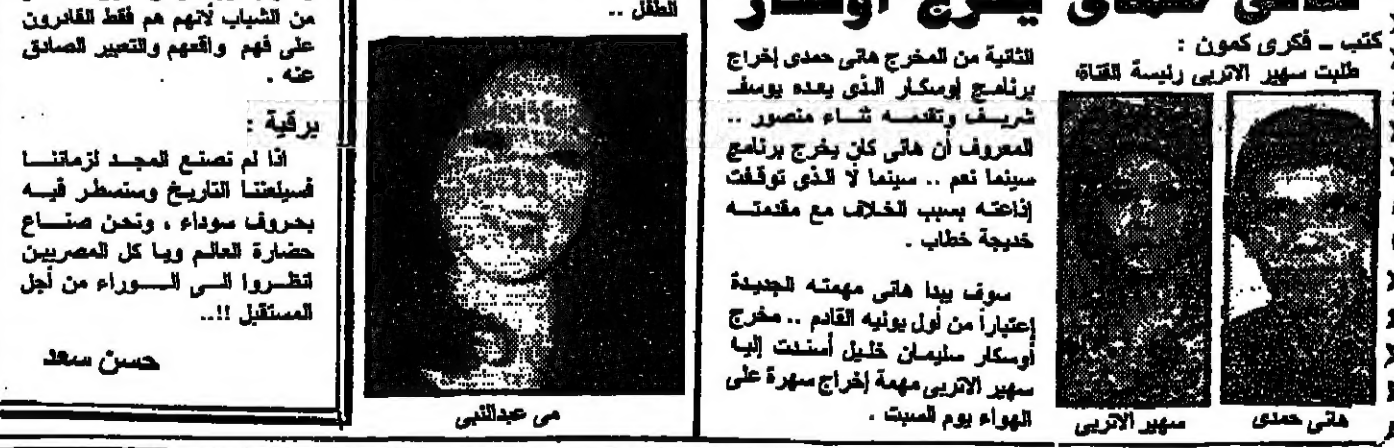 كتب ــ فكرى كمون :
طلبت سهير الاتربى رئيسة القناة
هانى حمدى
سهير الاتربى
الثانية من المخرج هانى حمدى إخراج
برنامج اوسكار الذى يعده يوسف
شريف وتقدمه ثناء منصور ..
المعروف أن هانى كان يخرج برنامج
سينما نعم .. سينما لا الذى توقفت
إذاعته بسبب الخلاف مع مقدمته
خديجة خطاب .
سوف يبدا هانى مهمته الجديدة
إعتباراً من أول يونيه القادم .. مخرج
أوسكار سليمان خليل أسندت إليه
سهير الاتربى مهمة إخراج سهرة على
الهواء يوم السبت .
الطفل ..
مى عبدالنبى
من الشباب لأنهم هم فقط القادرون
على فهم واقعهم والتعبير الصادق
عنه .
برقية :
اذا لم نصنع المجد لزماننا
فسيلعننا التاريخ وستمطر فيه
بحروف سوداء ، ونحن صناع
حضارة العالم ويا كل المصريين
انظروا الى الوراء من أجل
المستقبل !!..
حسن سعد